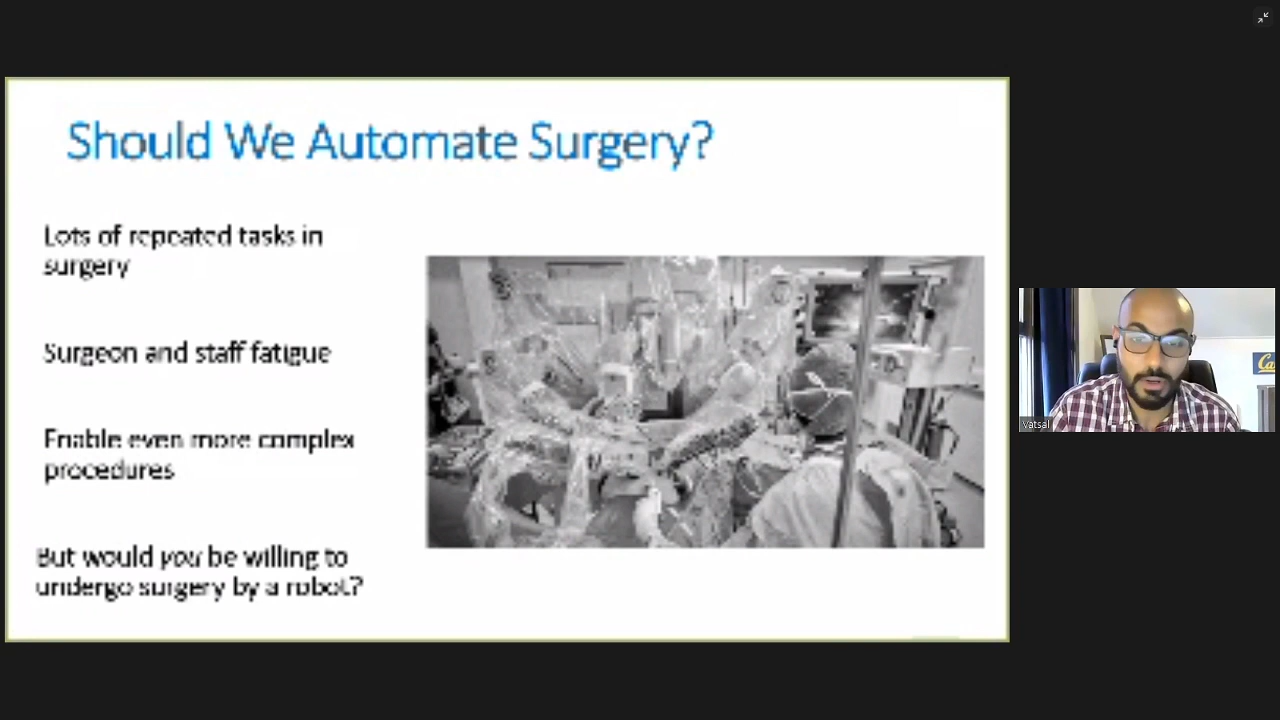 Should We Automate Surgery?
Lots of repeated tasks in
surgery
Surgeon and staff fatigue
Enable even more complex
procedures
But would you be willing to
undergo surgery by a robot?
Vatsal
Ca